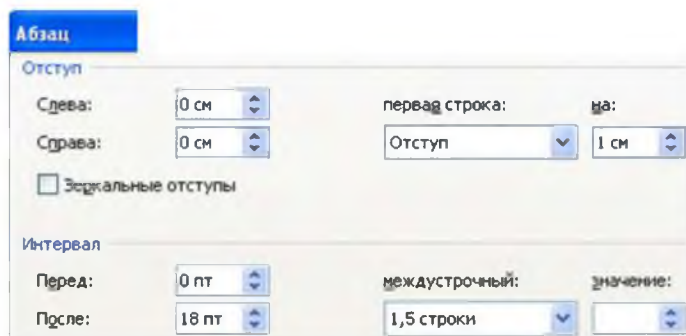 Абзац
Отступ
Слева: 0 см первая строка: на:
Справа: 0 см Отступ 1 см
Зеркальные отступы
Интервал
Перед: 0 пт междустрочный: значение:
После: 18 пт 1,5 строки